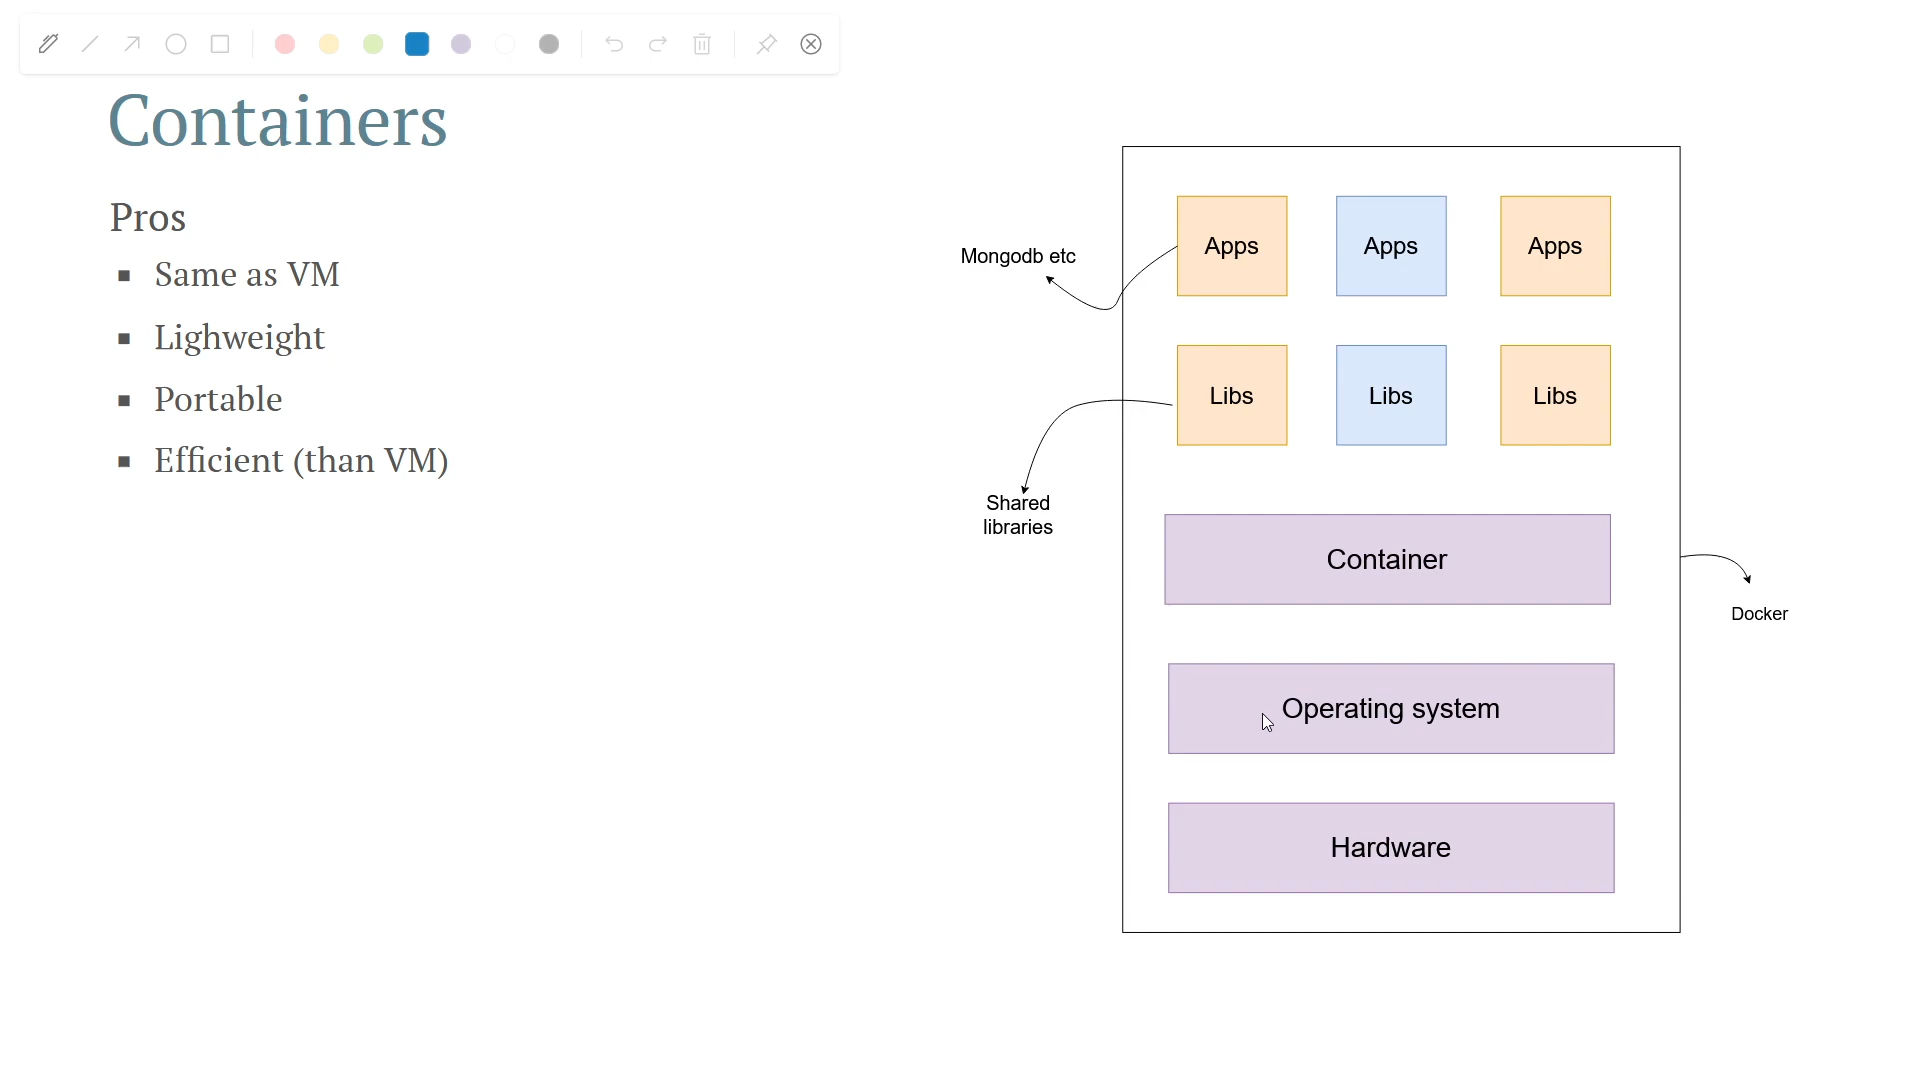 Containers
Pros
Same as VM
Lighweight
Portable
Efficient (than VM)
Apps
Apps
Apps
Mongodb etc
Libs
Libs
Libs
Shared
libraries
Container
Docker
Operating system
Hardware